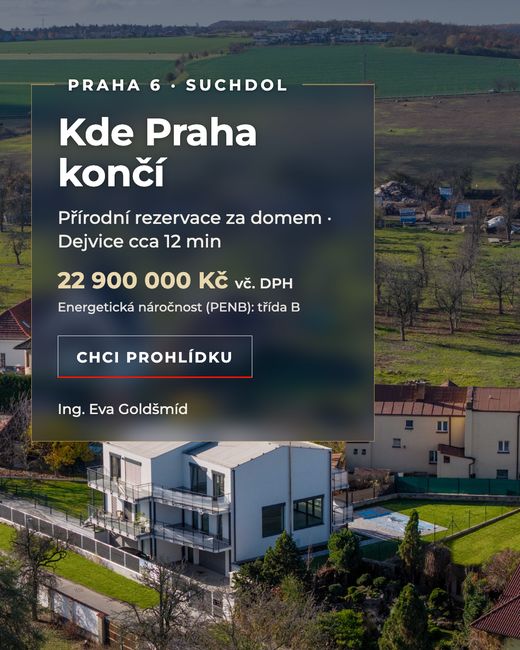 PRAHA 6 · SUCHDOL
Kde Praha
končí
Přírodní rezervace za domem ·
Dejvice cca 12 min
22 900 000 Kč vč. DPH
Energetická náročnost (PENB): třída B
CHCI PROHLÍDKU
Ing. Eva Goldšmíd